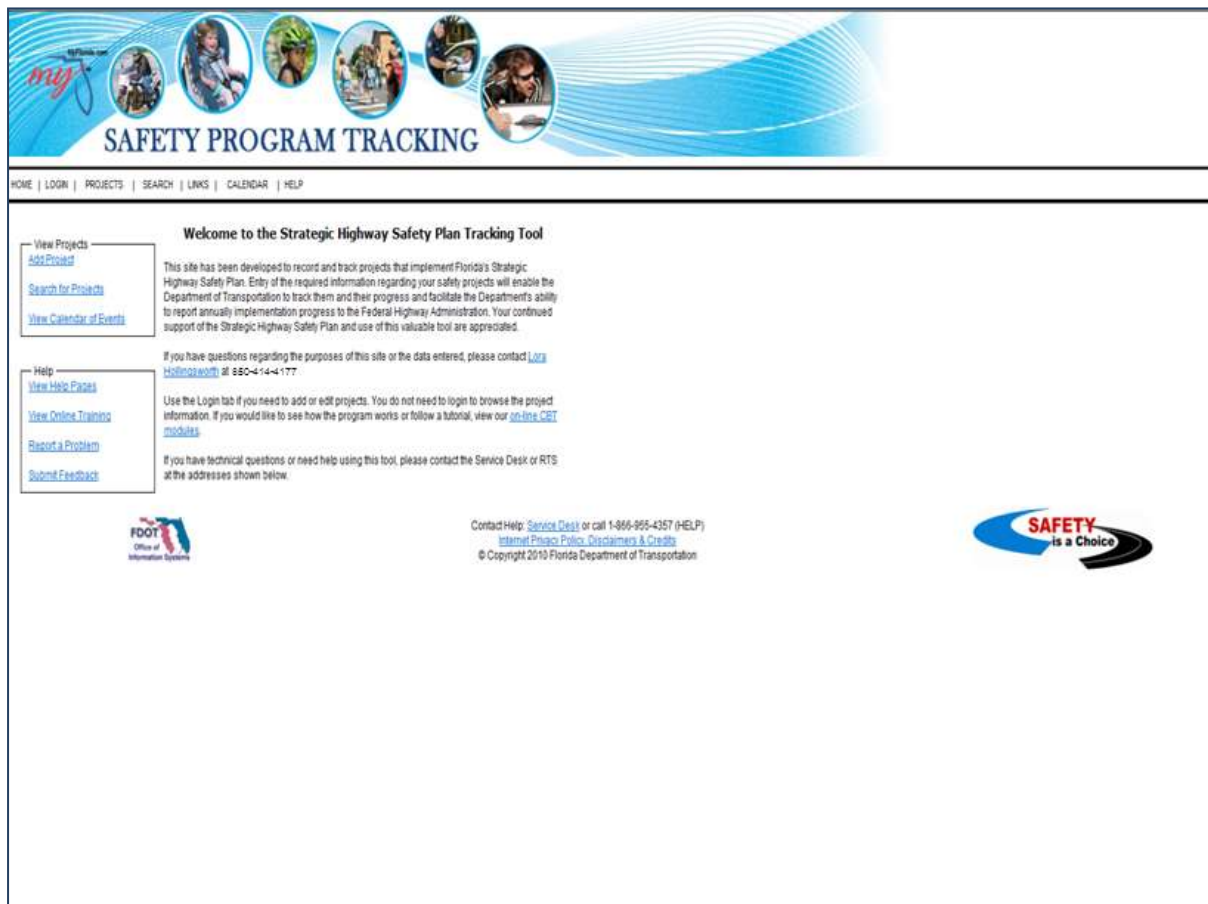 MyFlorida.com
my
SAFETY PROGRAM TRACKING
HOME | LOGIN | PROJECTS | SEARCH | LINKS | CALENDAR | HELP
View Projects
Add Project
Search for Projects
View Calendar of Events
Help
View Help Pages
View Online Training
Report a Problem
Submit Feedback
Welcome to the Strategic Highway Safety Plan Tracking Tool
This site has been developed to record and track projects that implement Florida's Strategic
Highway Safety Plan. Entry of the required information regarding your safety projects will enable the
Department of Transportation to track them and their progress and facilitate the Department's ability
to report annually implementation progress to the Federal Highway Administration. Your continued
support of the Strategic Highway Safety Plan and use of this valuable tool are appreciated.
If you have questions regarding the purposes of this site or the data entered, please contact Lora
Hollingsworth at 850-414-4177
Use the Login tab if you need to add or edit projects. You do not need to login to browse the project
information. If you would like to see how the program works or follow a tutorial, view our on-line CBT
modules.
If you have technical questions or need help using this tool, please contact the Service Desk or RTS
at the addresses shown below.
FDOT
Office of
Information Systems
Contact Help: Service Desk or call 1-866-955-4357 (HELP)
Internet Privacy Policy, Disclaimers & Credits
© Copyright 2010 Florida Department of Transportation
SAFETY
is a Choice